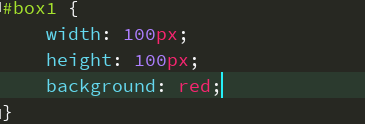 #box1 {
    width: 100px;
    height: 100px;
    background: red;
}